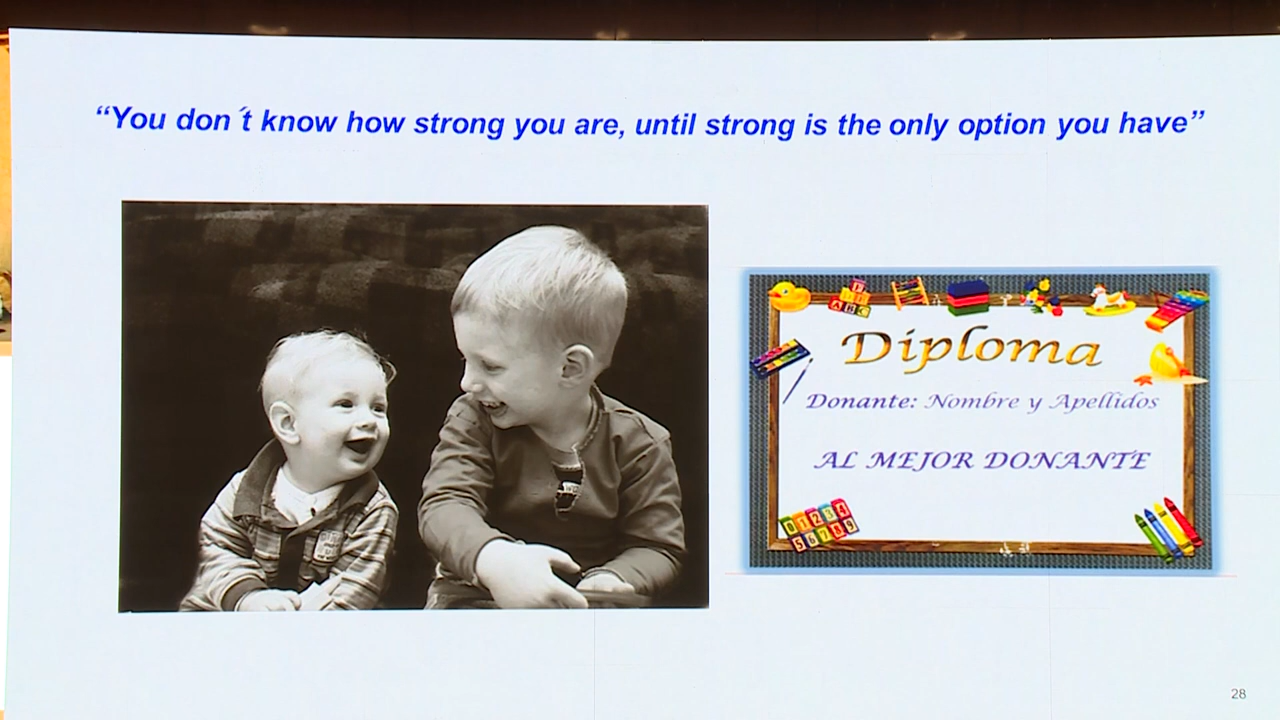 “You don´t know how strong you are, until strong is the only option you have”
Diploma
Donante: Nombre y Apellidos
AL MEJOR DONANTE
28